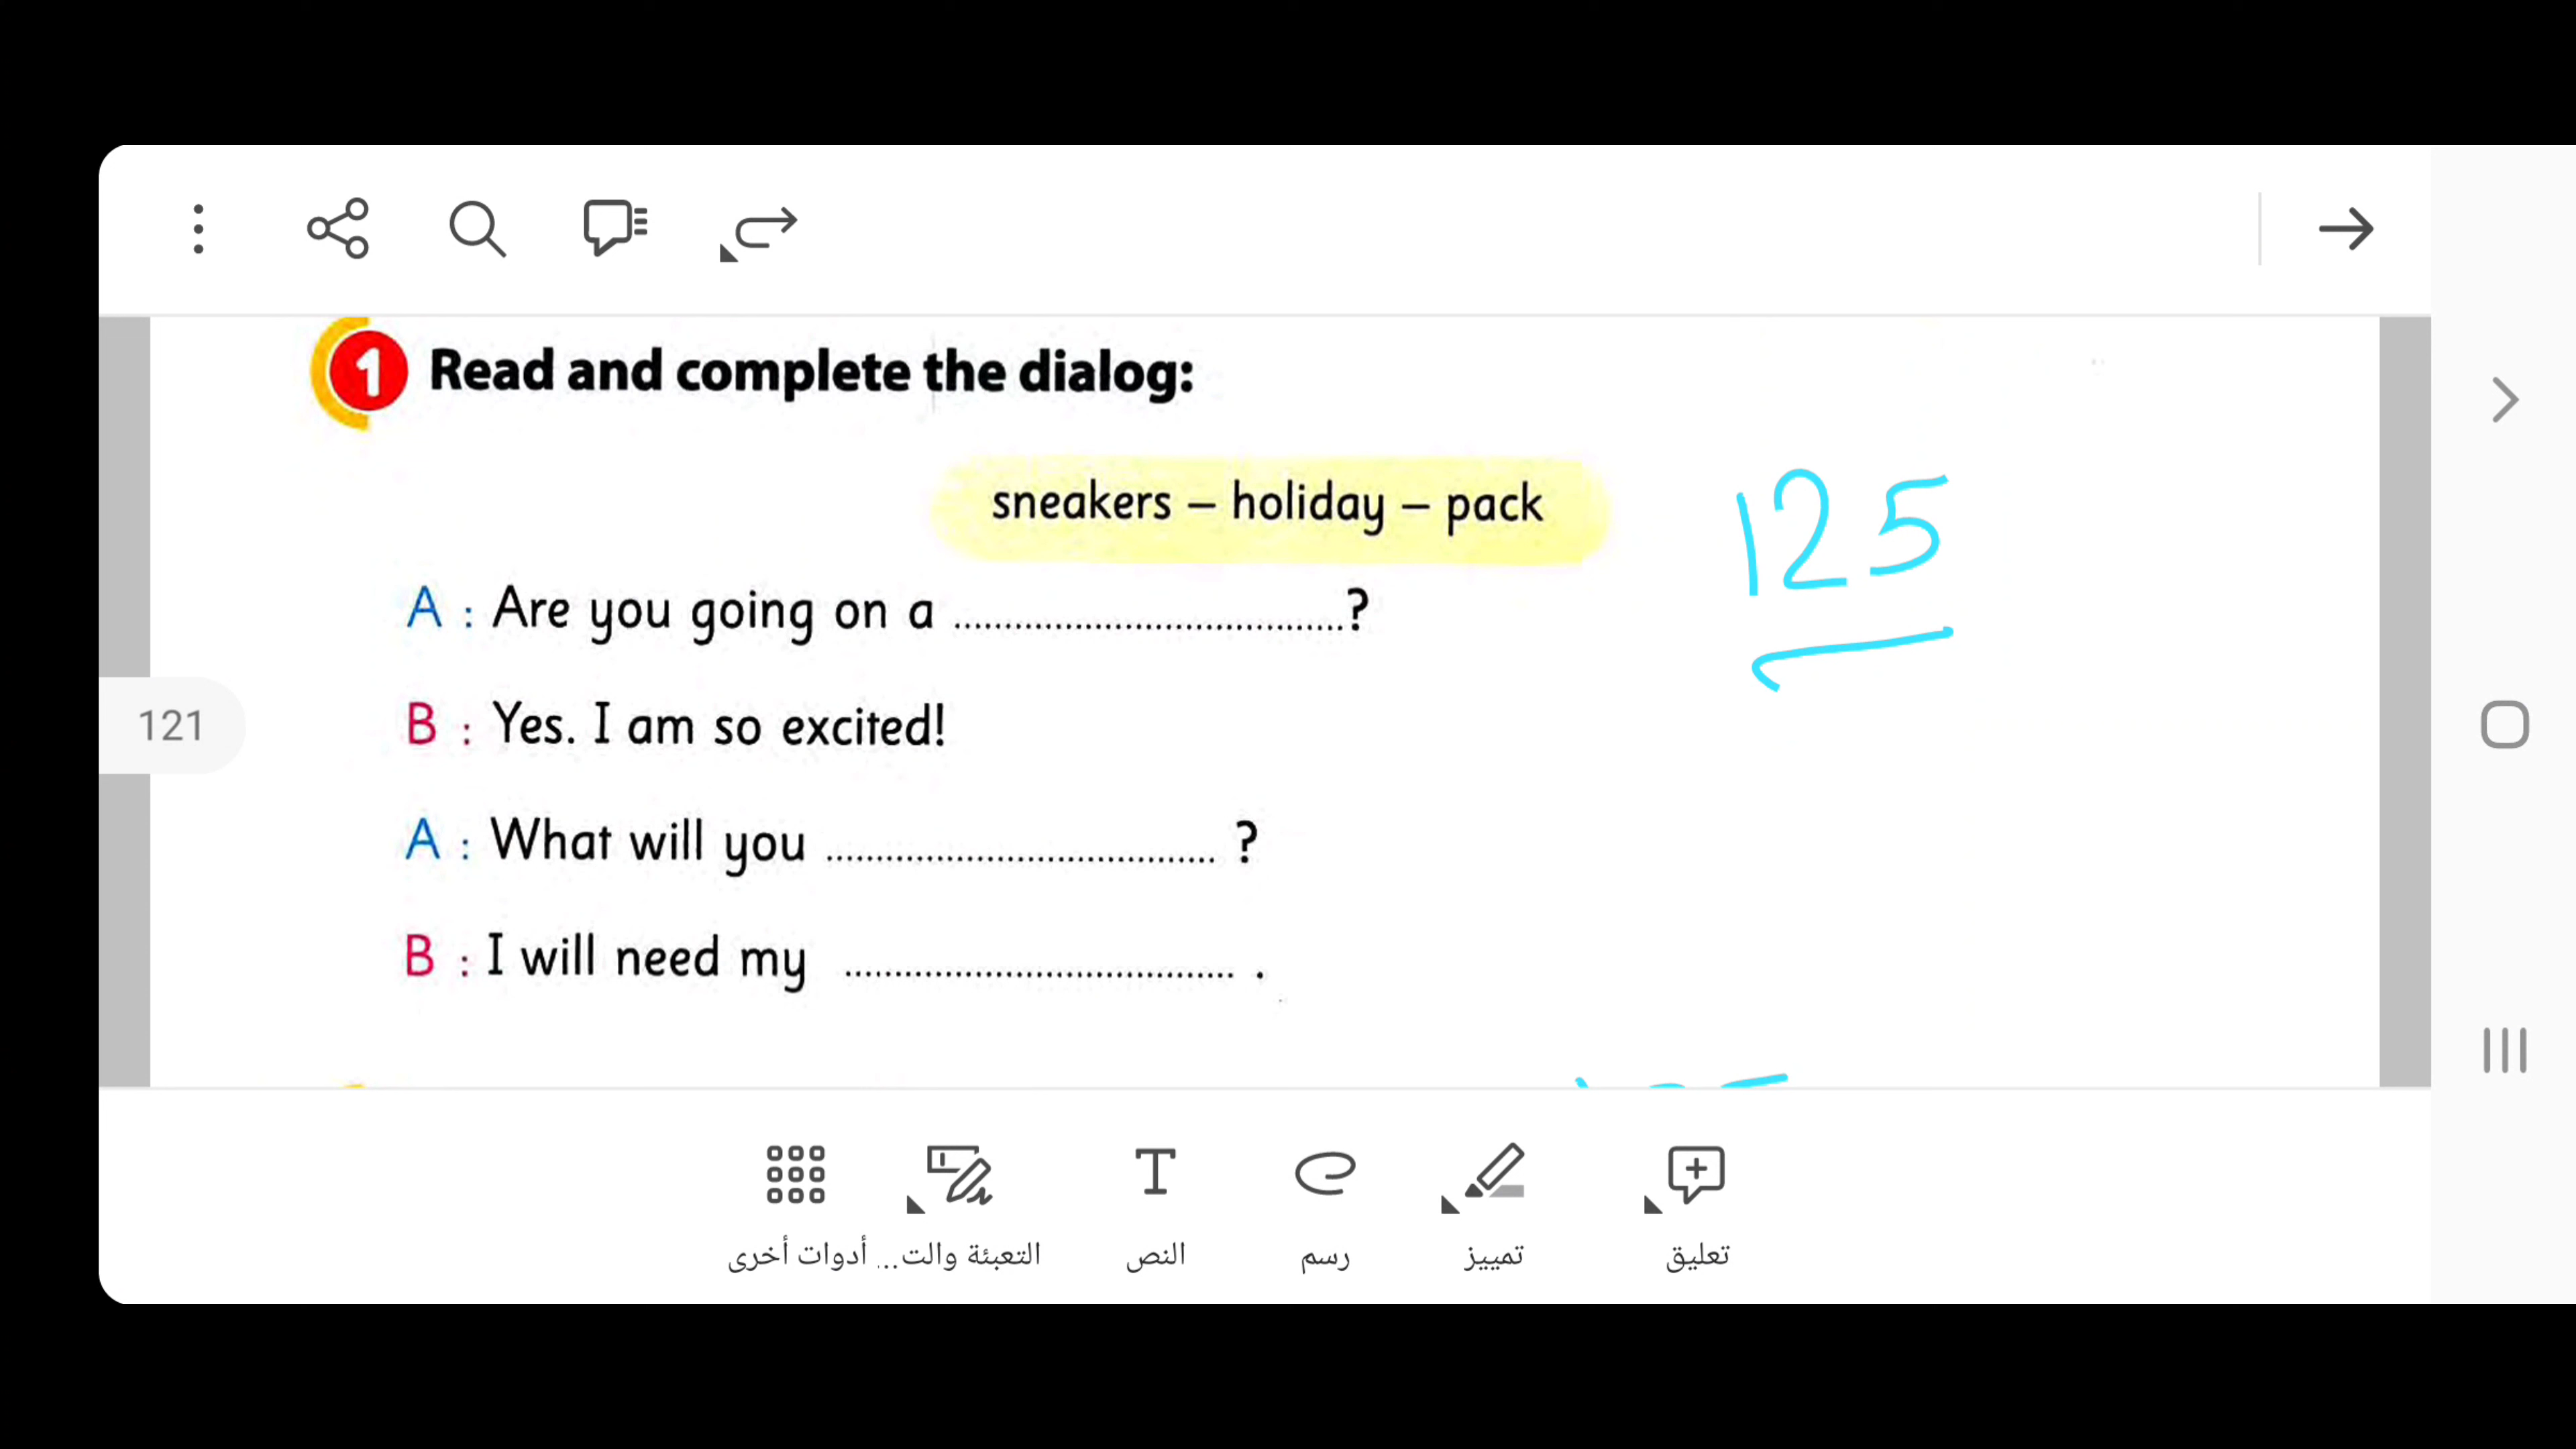 1 Read and complete the dialog:
sneakers – holiday – pack
125
A : Are you going on a ........................................?
B : Yes. I am so excited!
121
A : What will you ........................................ ?
B : I will need my ........................................ .
أدوات أخرى
التعبئة والت...
T
النص
رسم
تمييز
تعليق